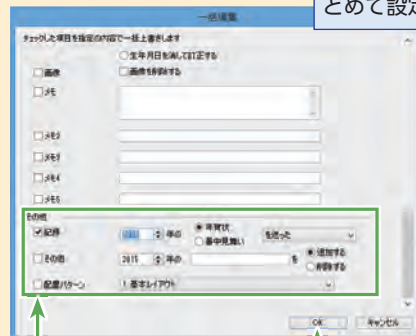 とめて設定
一括編集
チェックした項目を指定の内容で一括上書きします
生年月日を消して訂正する
画像 画像を削除する
メモ
メモ2
メモ3
メモ4
メモ5
その他
記録 年の 年賀状 を送った
暑中見舞い
その他 2015 年の を 追加する
削除する
配置パターン 1 基本レイアウト
OK キャンセル